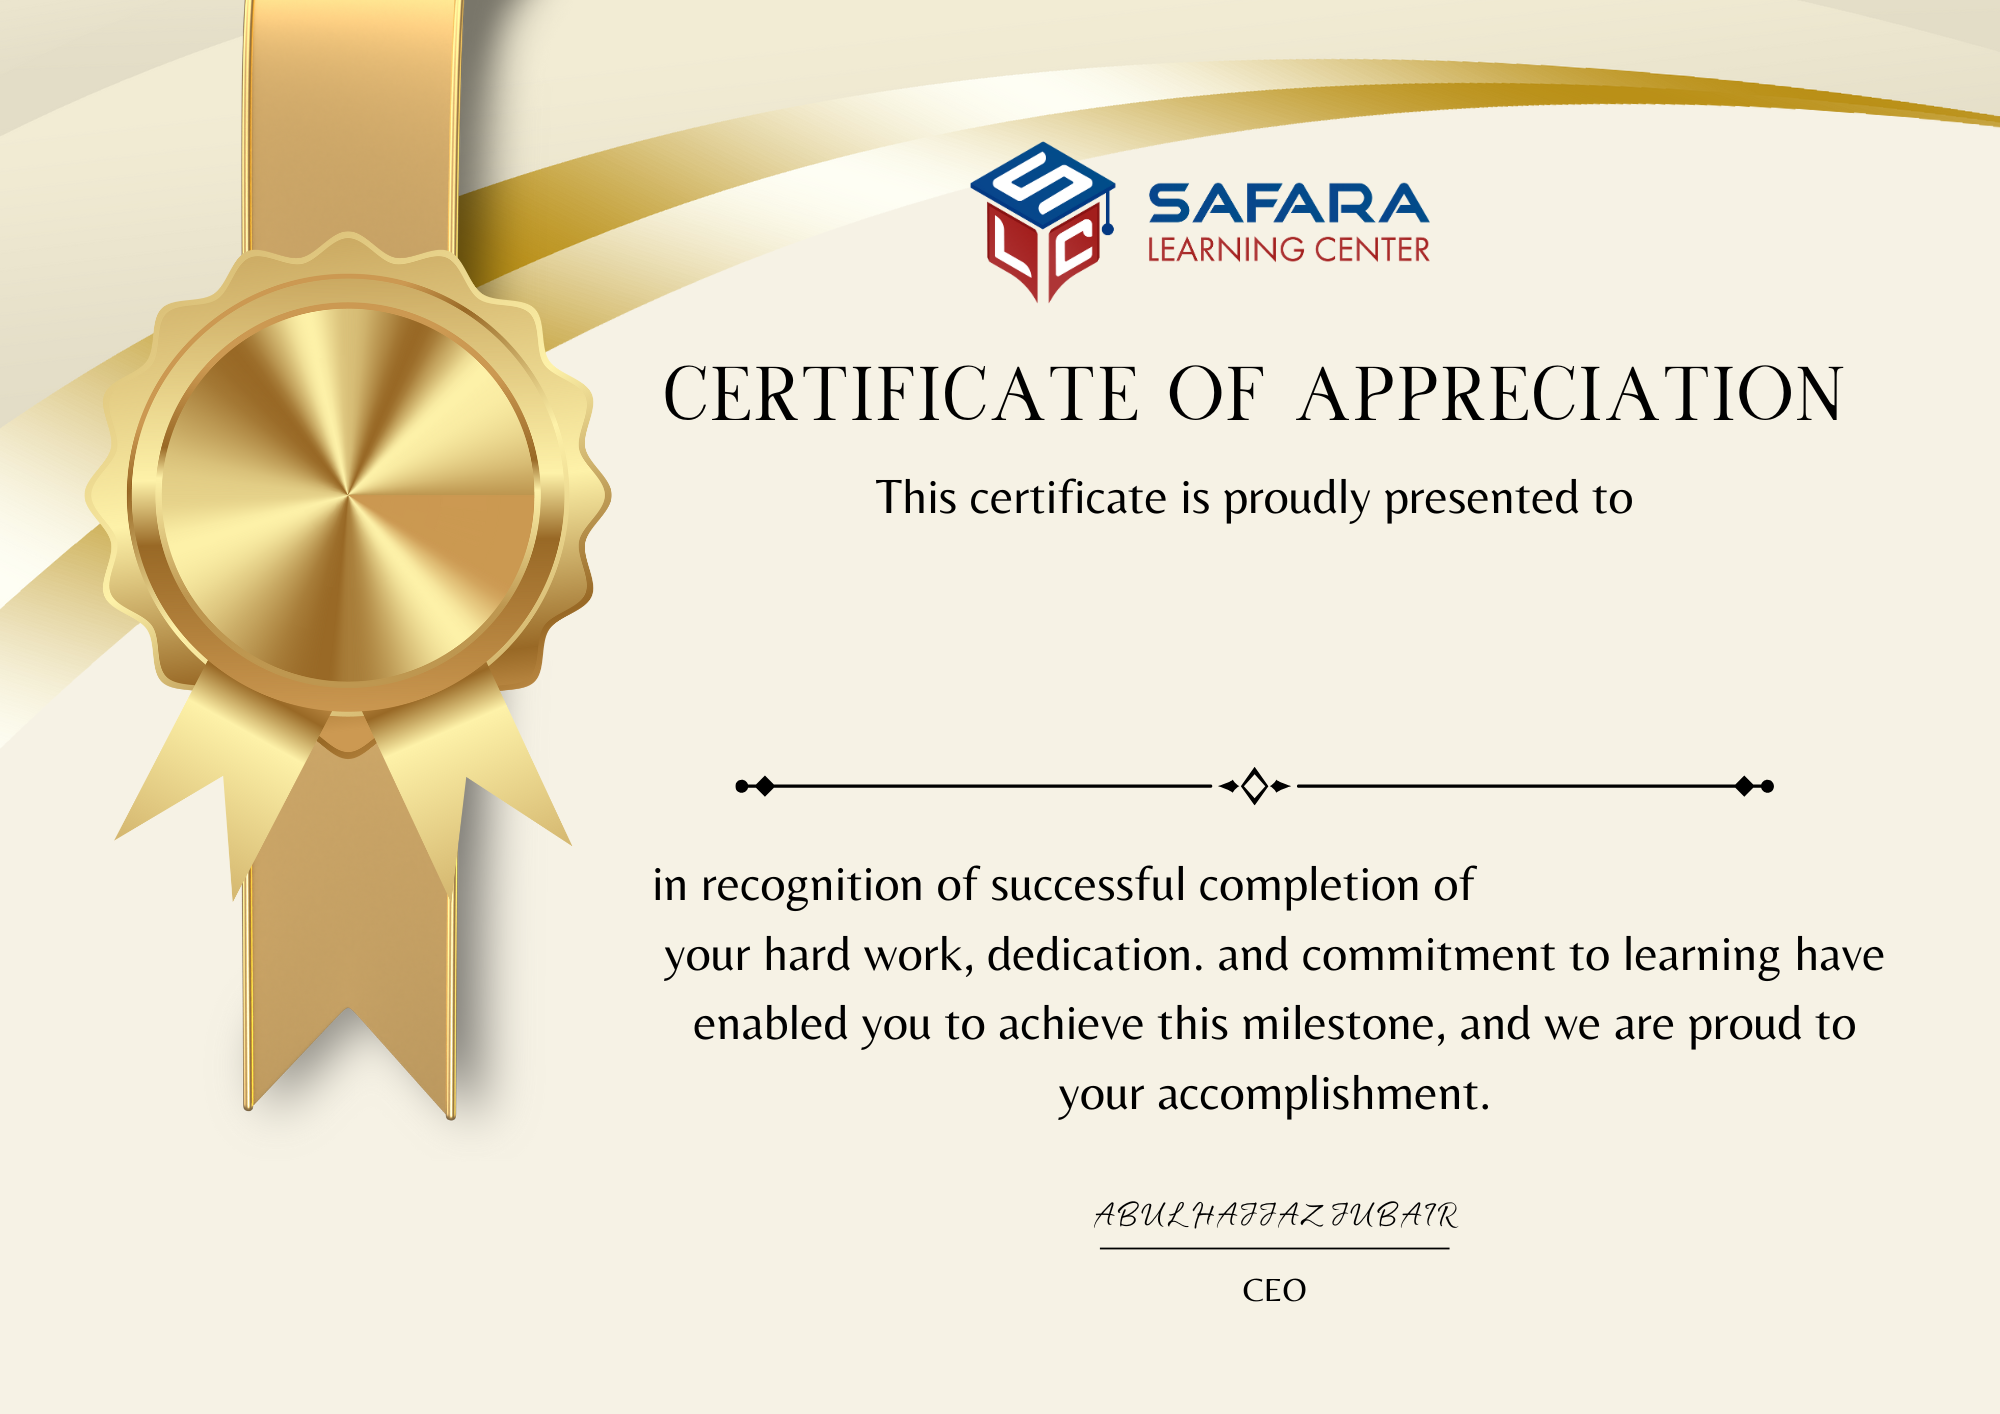 SLC
SAFARA
LEARNING CENTER
CERTIFICATE OF APPRECIATION
This certificate is proudly presented to
in recognition of successful completion of
your hard work, dedication. and commitment to learning have
enabled you to achieve this milestone, and we are proud to
your accomplishment.
ABUL HAJJAZ JUBAIR
CEO